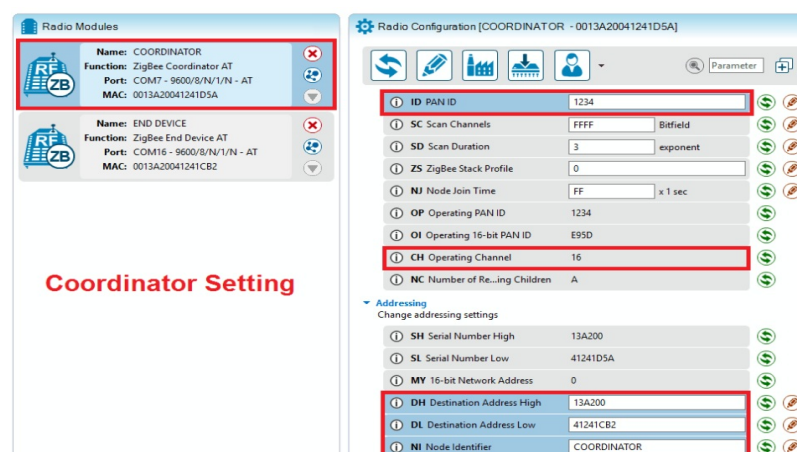 Radio Modules
Name: COORDINATOR
Function: ZigBee Coordinator AT
Port: COM7 - 9600/8/N/1/N - AT
MAC: 0013A20041241D5A
RF
ZB
Name: END DEVICE
Function: ZigBee End Device AT
Port: COM16 - 9600/8/N/1/N - AT
MAC: 0013A20041241CB2
RF
ZB
Coordinator Setting
Radio Configuration [COORDINATOR - 0013A20041241D5A]
Parameter
ID PAN ID 1234
SC Scan Channels FFFF Bitfield
SD Scan Duration 3 exponent
ZS ZigBee Stack Profile 0
NJ Node Join Time FF x 1 sec
OP Operating PAN ID 1234
OI Operating 16-bit PAN ID E95D
CH Operating Channel 16
NC Number of Re...ing Children A
Addressing
Change addressing settings
SH Serial Number High 13A200
SL Serial Number Low 41241D5A
MY 16-bit Network Address 0
DH Destination Address High 13A200
DL Destination Address Low 41241CB2
NI Node Identifier COORDINATOR